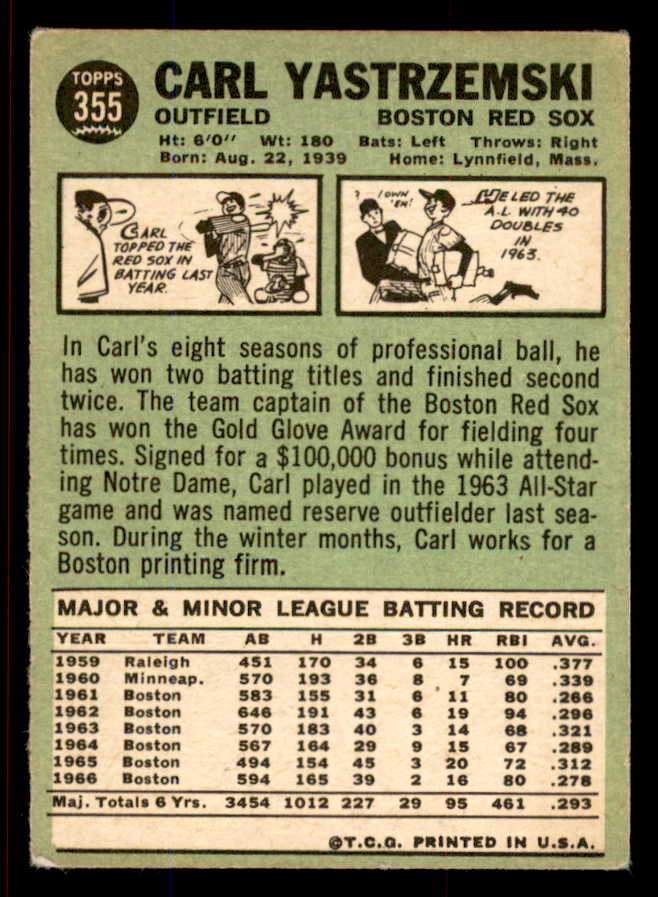 TOPPS
355
CARL YASTRZEMSKI
OUTFIELD BOSTON RED SOX
Ht: 6'0" Wt: 180 Bats: Left Throws: Right
Born: Aug. 22, 1939 Home: Lynnfield, Mass.
CARL
TOPPED THE
RED SOX IN
BATTING LAST
YEAR.
?
I OWN
'EM!
HE LED THE
A.L WITH 40
DOUBLES
IN
1963.
In Carl's eight seasons of professional ball, he
has won two batting titles and finished second
twice. The team captain of the Boston Red Sox
has won the Gold Glove Award for fielding four
times. Signed for a $100,000 bonus while attend-
ing Notre Dame, Carl played in the 1963 All-Star
game and was named reserve outfielder last sea-
son. During the winter months, Carl works for a
Boston printing firm.
MAJOR & MINOR LEAGUE BATTING RECORD
YEAR TEAM AB H 2B 3B HR RBI AVG.
1959 Raleigh 451 170 34 6 15 100 .377
1960 Minneap. 570 193 36 8 7 69 .339
1961 Boston 583 155 31 6 11 80 .266
1962 Boston 646 191 43 6 19 94 .296
1963 Boston 570 183 40 3 14 68 .321
1964 Boston 567 164 29 9 15 67 .289
1965 Boston 494 154 45 3 20 72 .312
1966 Boston 594 165 39 2 16 80 .278
Maj. Totals 6 Yrs. 3454 1012 227 29 95 461 .293
©T.C.G. PRINTED IN U.S.A.